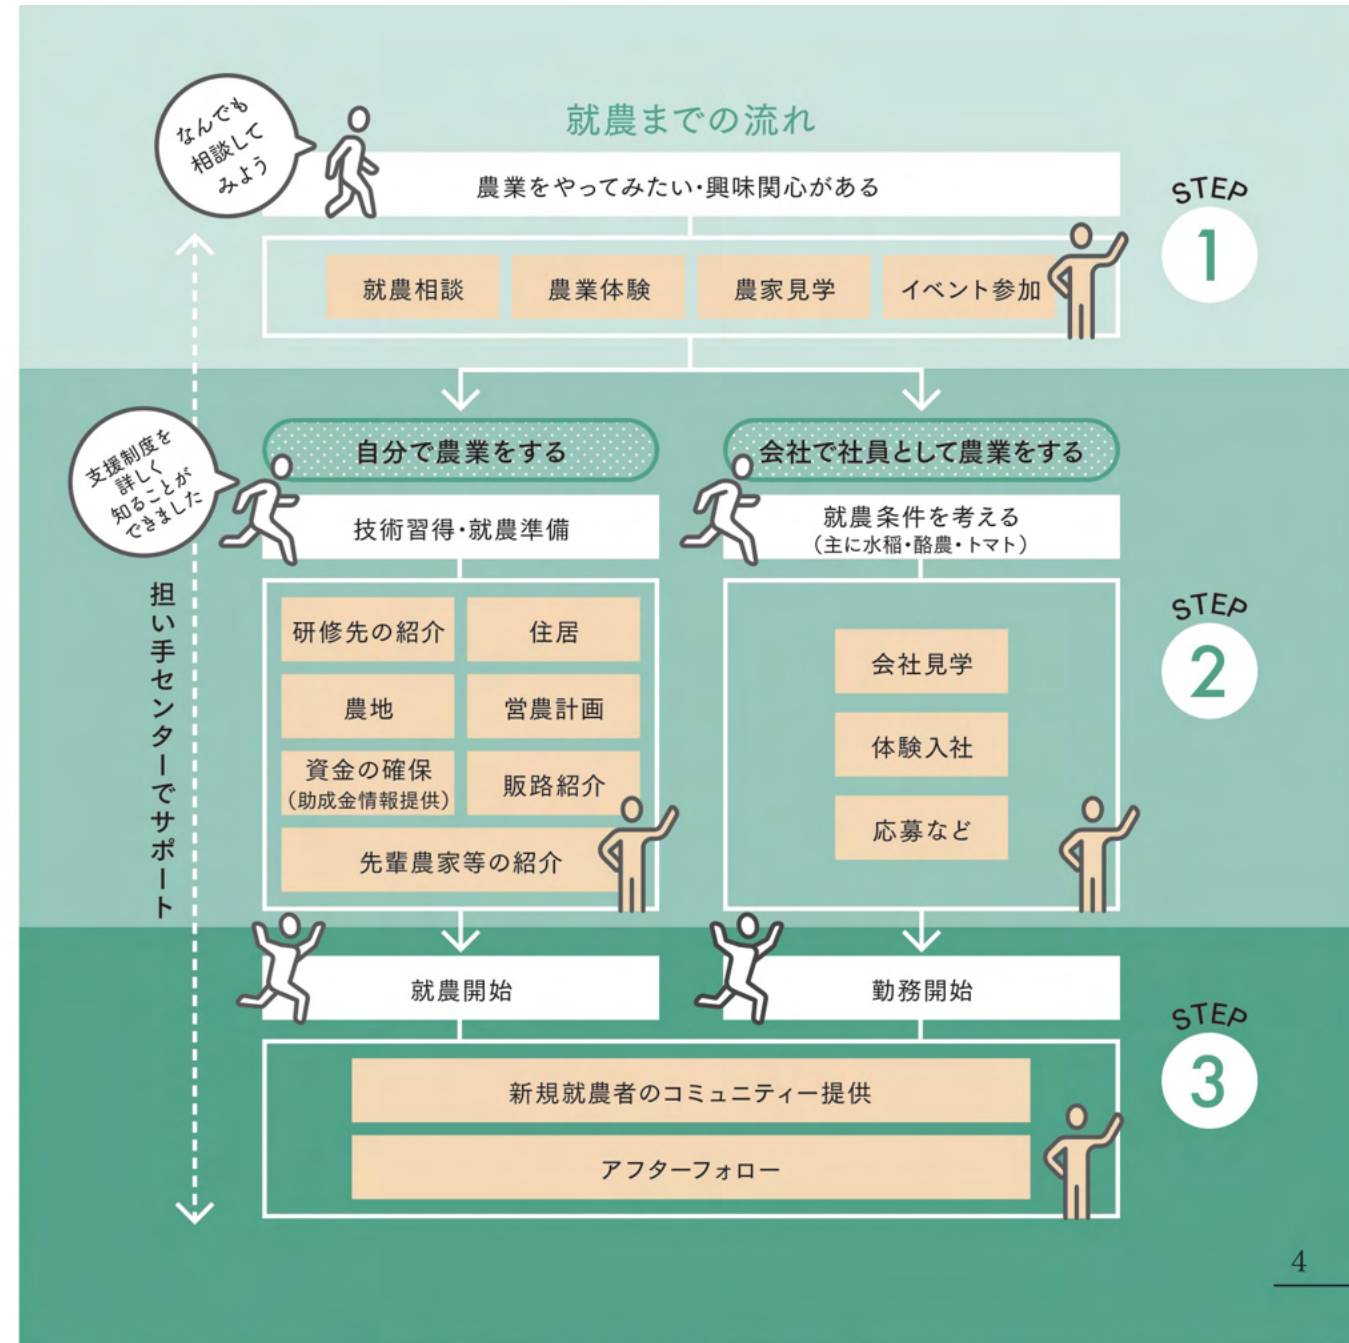 就農までの流れ
なんでも
相談して
みよう
農業をやってみたい・興味関心がある
STEP
1
就農相談
農業体験
農家見学
イベント参加
支援制度を
詳しく
知ることが
できました
担い手センターでサポート
自分で農業をする
技術習得・就農準備
研修先の紹介
住居
農地
営農計画
資金の確保
（助成金情報提供）
販路紹介
先輩農家等の紹介
会社で社員として農業をする
就農条件を考える
（主に水稲・酪農・トマト）
会社見学
体験入社
応募など
STEP
2
就農開始
勤務開始
STEP
3
新規就農者のコミュニティー提供
アフターフォロー
4